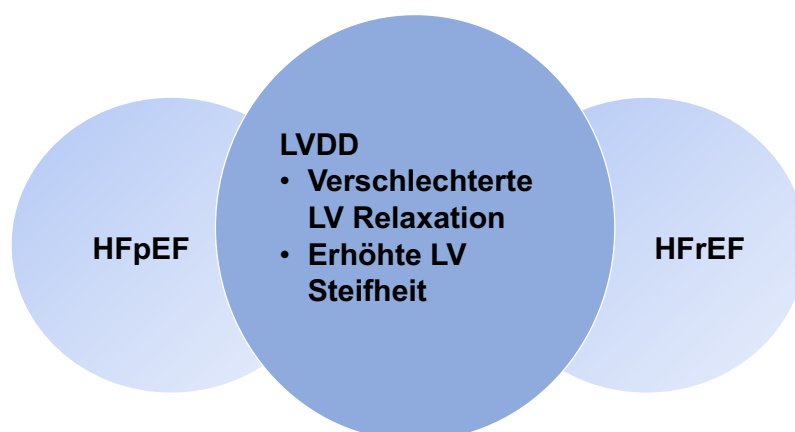 HFpEF
LVDD
• Verschlechterte
LV Relaxation
• Erhöhte LV
Steifheit
HFrEF